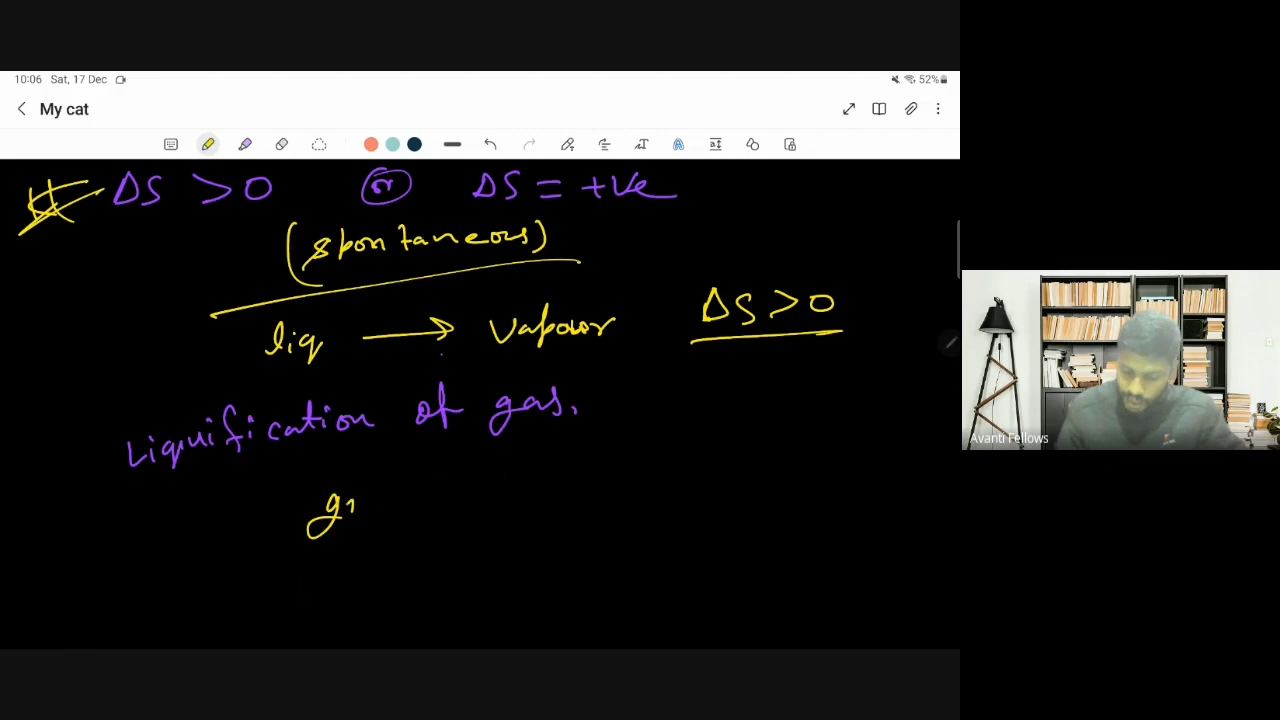 10:06 Sat, 17 Dec 52%
My cat
ΔS > 0 or ΔS = +ve
(spontaneous)
liq → vapour ΔS > 0
Liquification of gas.
Avanti Fellows